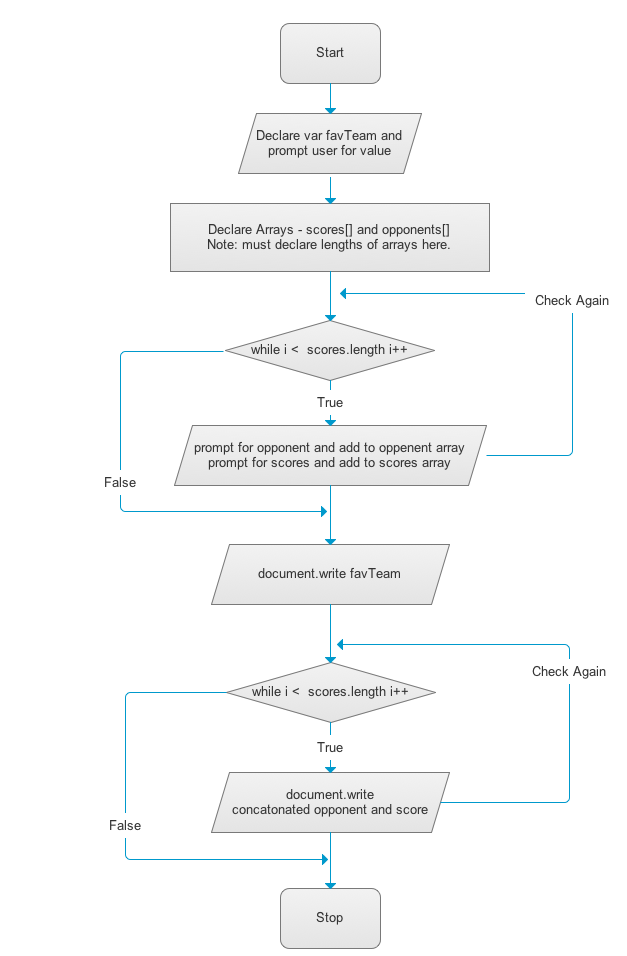 Start
Declare var favTeam and
prompt user for value
Declare Arrays - scores[] and opponents[]
Note: must declare lengths of arrays here.
Check Again
while i <  scores.length i++
True
prompt for opponent and add to oppenent array
prompt for scores and add to scores array
False
document.write favTeam
Check Again
while i <  scores.length i++
True
document.write
concatonated opponent and score
False
Stop